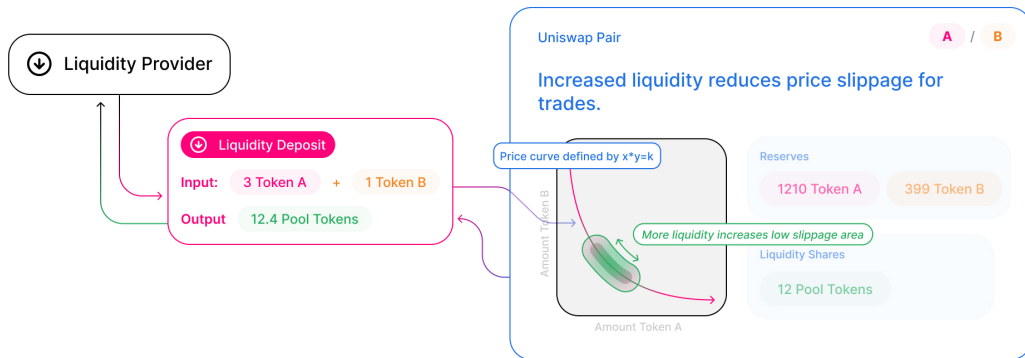 Liquidity Provider
Liquidity Deposit
Input: 3 Token A + 1 Token B
Output 12.4 Pool Tokens
Uniswap Pair
A / B
Increased liquidity reduces price slippage for
trades.
Price curve defined by x*y=k
Amount Token B
More liquidity increases low slippage area
Amount Token A
Reserves
1210 Token A 399 Token B
Liquidity Shares
12 Pool Tokens